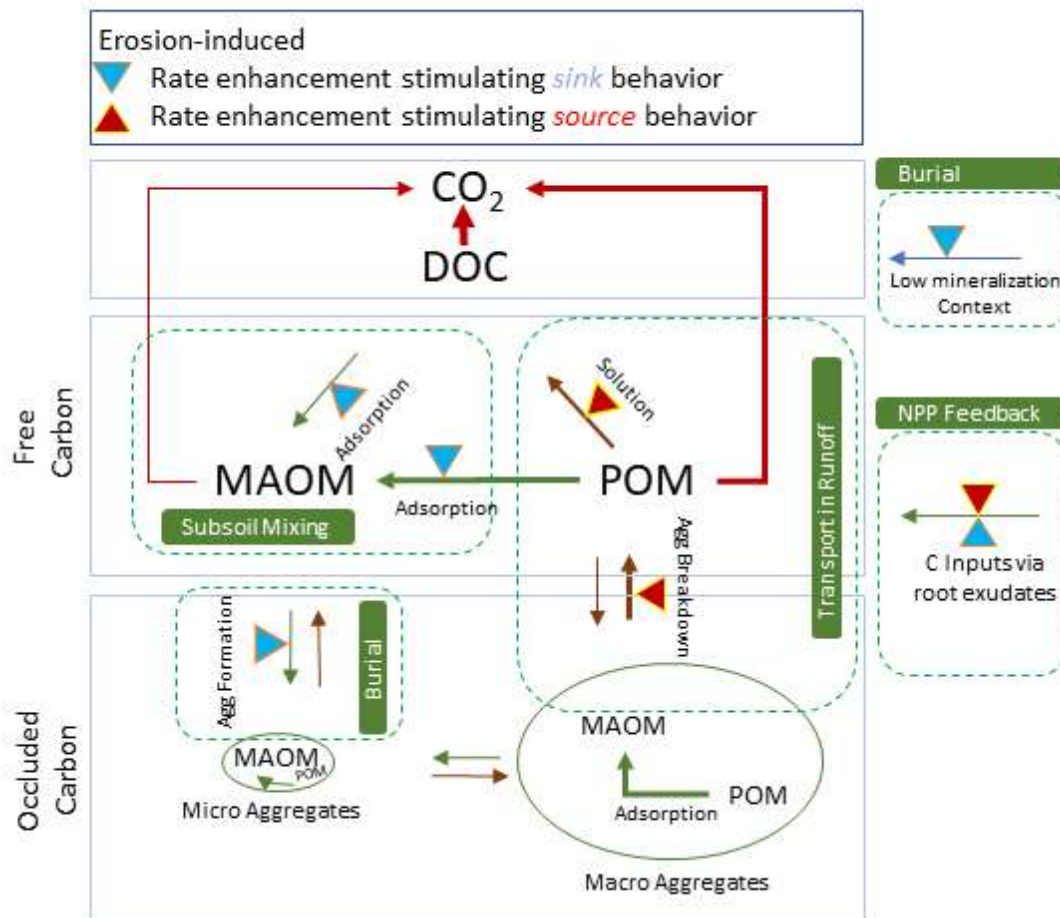 Erosion-induced
Rate enhancement stimulating sink behavior
Rate enhancement stimulating source behavior
CO₂
DOC
Burial
Low mineralization
Context
Free
Carbon
Adsorption
MAOM
Subsoil Mixing
Adsorption
Solution
POM
Agg Breakdown
Transport in Runoff
NPP Feedback
C Inputs via
root exudates
Occluded
Carbon
Agg Formation
Burial
MAOM
POM
Micro Aggregates
MAOM
POM
Adsorption
Macro Aggregates